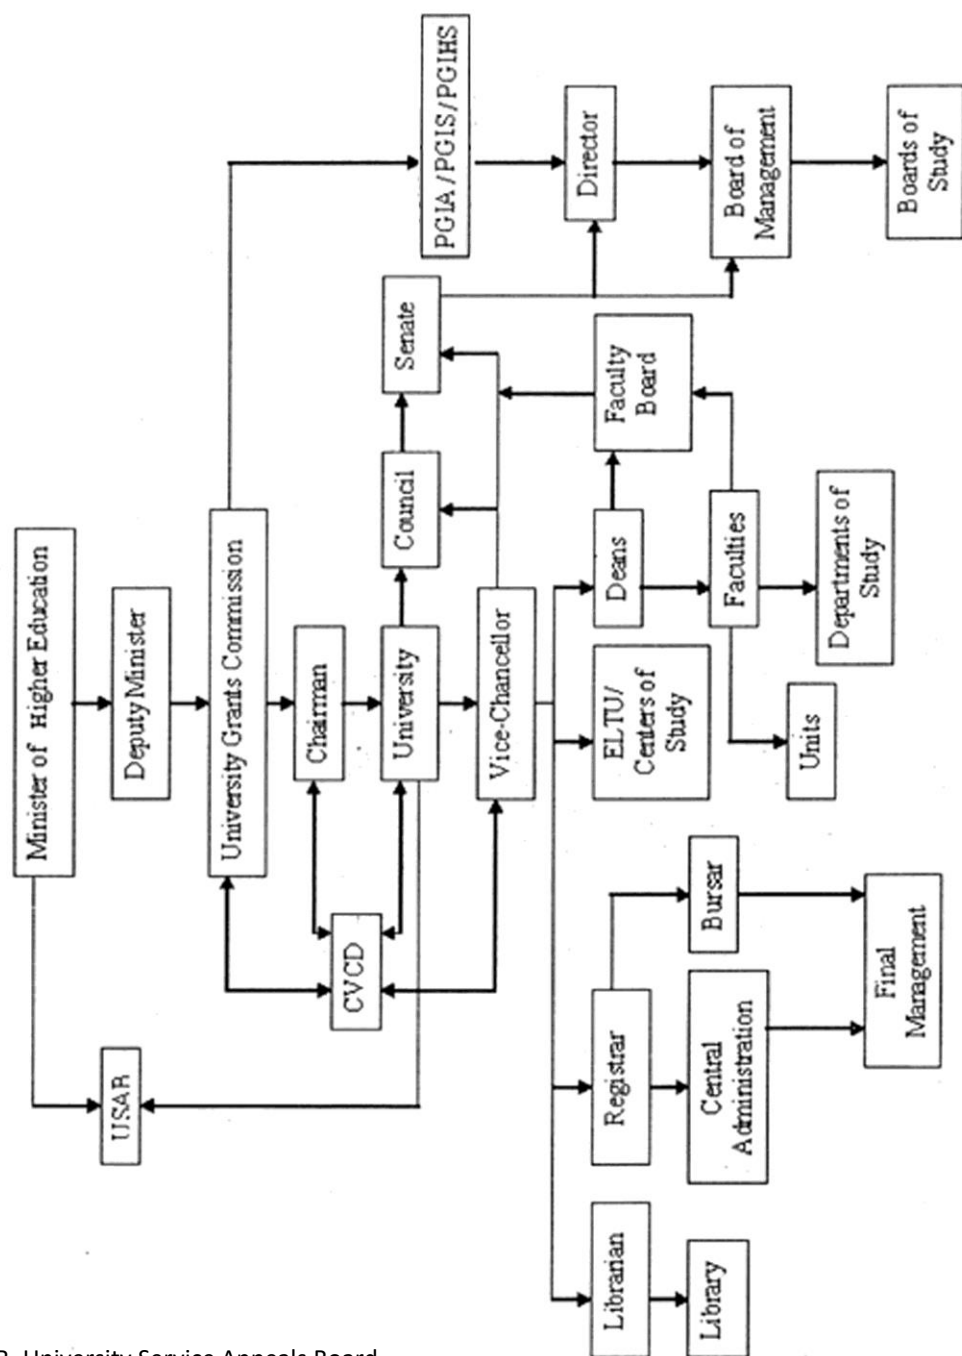 Minister of Higher Education
Deputy Minister
University Grants Commission
Chairman
University
Vice-Chancellor
Council
Senate
PGIA/PGIS/PGIHS
Director
Board of
Management
Boards of
Study
USAB
CVCD
Faculty
Board
Deans
Faculties
Departments of
Study
ELTU/
Centers of
Study
Units
Registrar
Bursar
Central
Administration
Final
Management
Librarian
Library
University Service Appeals Board